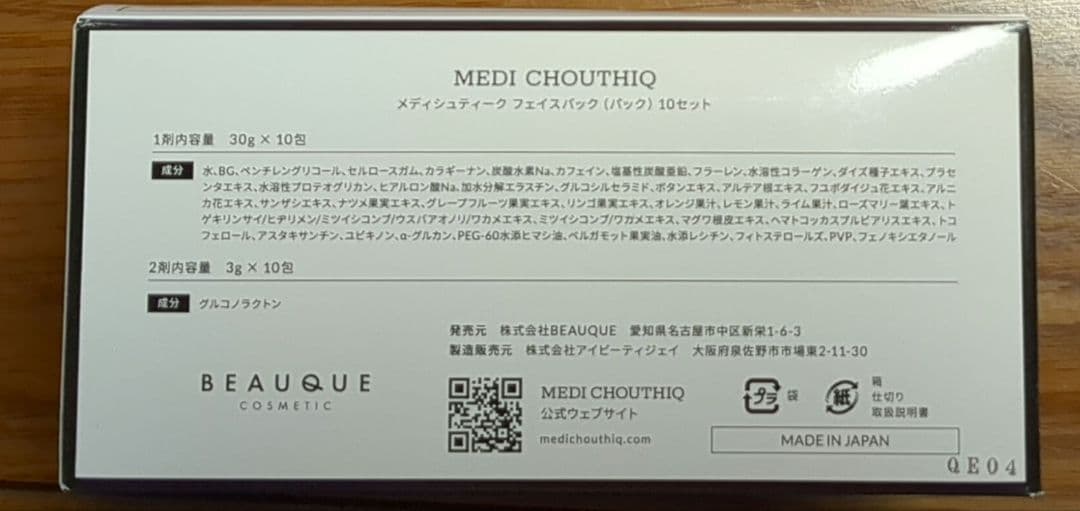 MEDI CHOUTHIQ
メディシュティーク フェイスパック (パック) 10セット
1剤内容量 30g × 10包
成分 水、BG、ペンチレングリコール、セルロースガム、カラギーナン、炭酸水素Na、カフェイン、塩基性炭酸亜鉛、フラーレン、水溶性コラーゲン、ダイズ種子エキス、プラセ
ンタエキス、水溶性プロテオグリカン、ヒアルロン酸Na、加水分解エラスチン、グルコシルセラミド、ボタンエキス、アルテア根エキス、フユボダイジュ花エキス、アルニ
カ花エキス、サンザシエキス、ナツメ果実エキス、グレープフルーツ果実エキス、リンゴ果実エキス、オレンジ果汁、レモン果汁、ライム果汁、ローズマリー葉エキス、ト
ゲキリンサイ/ヒヂリメン/ミツイシコンブ/ウスバアオノリ/ワカメエキス、ミツイシコンブ/ワカメエキス、マグワ根皮エキス、ヘマトコッカスプルビアリスエキス、トコ
フェロール、アスタキサンチン、ユビキノン、α-グルカン、PEG-60水添ヒマシ油、ベルガモット果実油、水添レシチン、フィトステロールズ、PVP、フェノキシエタノール
2剤内容量 3g × 10包
成分 グルコノラクトン
発売元 株式会社BEAUQUE 愛知県名古屋市中区新栄1-6-3
製造販売元 株式会社アイビーティジェイ 大阪府泉佐野市市場東2-11-30
BEAUQUE
COSMETIC
MEDI CHOUTHIQ
公式ウェブサイト
medichouthiq.com
プラ 袋
紙 箱
仕切り
取扱説明書
MADE IN JAPAN
QE04